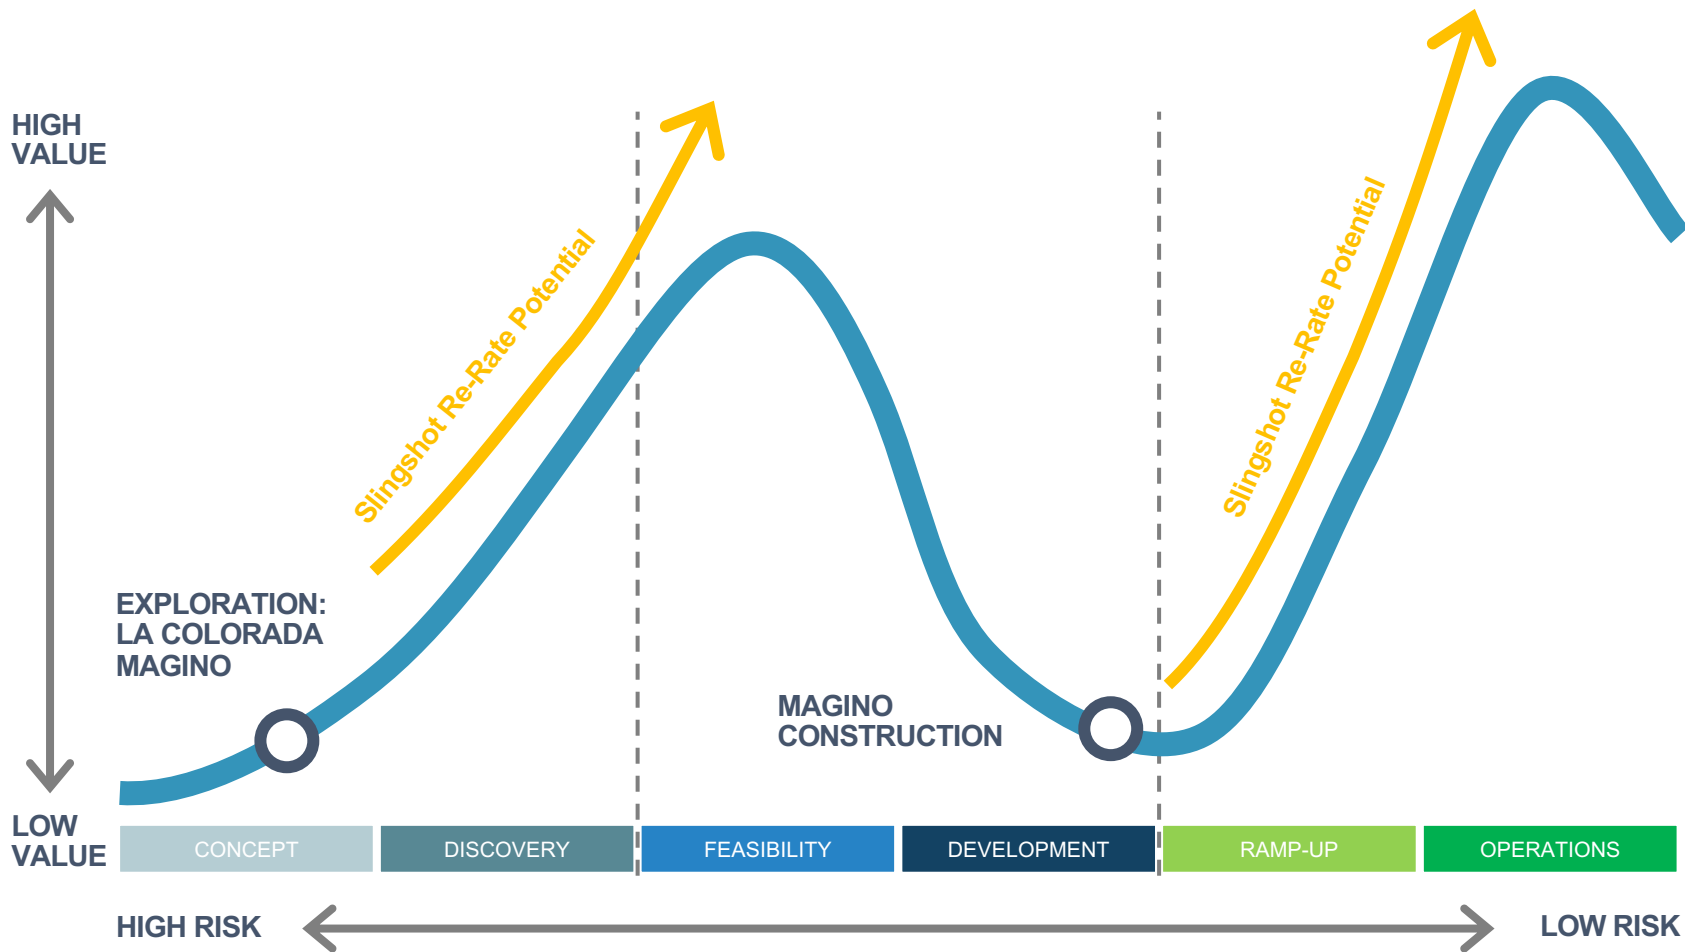 HIGH
VALUE
Slingshot Re-Rate Potential
Slingshot Re-Rate Potential
EXPLORATION:
LA COLORADA
MAGINO
MAGINO
CONSTRUCTION
LOW
VALUE
CONCEPT
DISCOVERY
FEASIBILITY
DEVELOPMENT
RAMP-UP
OPERATIONS
HIGH RISK
LOW RISK